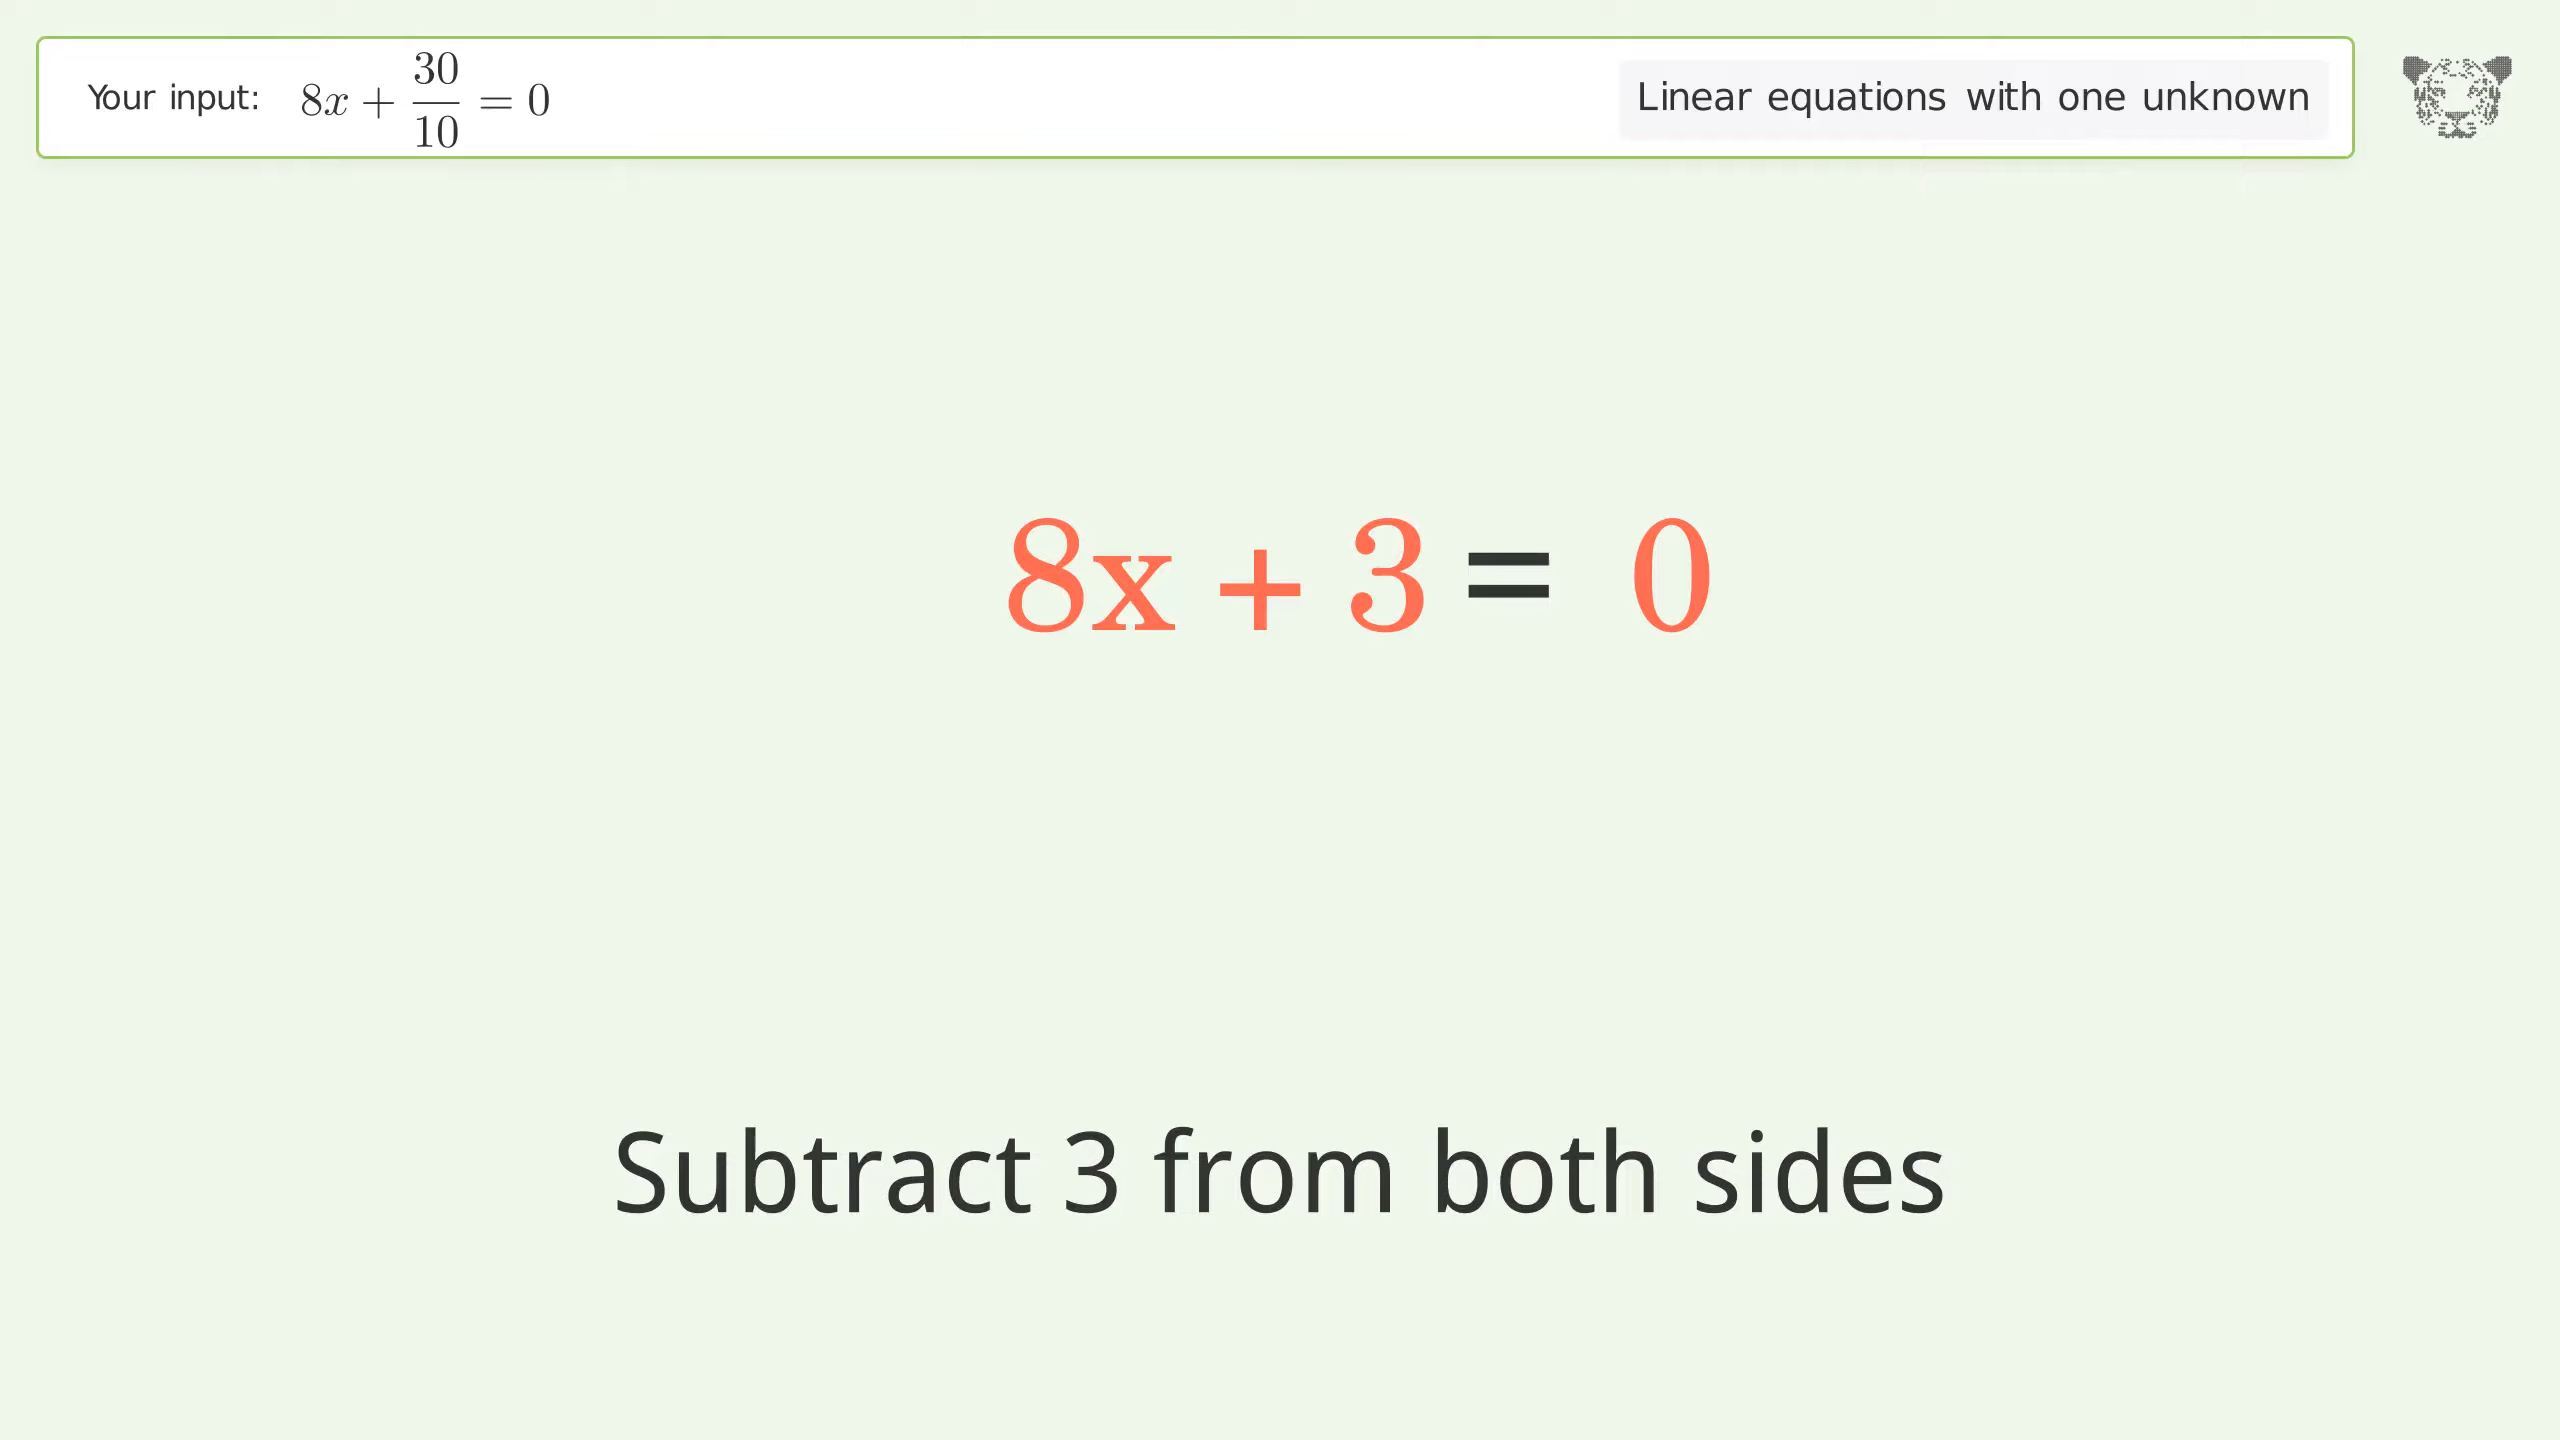 Your input: 8x + 30/10 = 0
Linear equations with one unknown
8x + 3 = 0
Subtract 3 from both sides